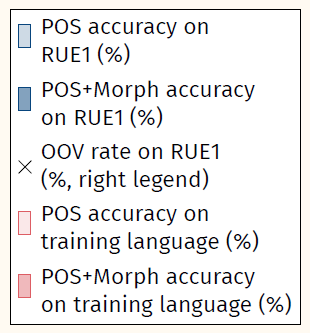 POS accuracy on
RUE1 (%)
POS+Morph accuracy
on RUE1 (%)
OOV rate on RUE1
(%, right legend)
POS accuracy on
training language (%)
POS+Morph accuracy
on training language (%)